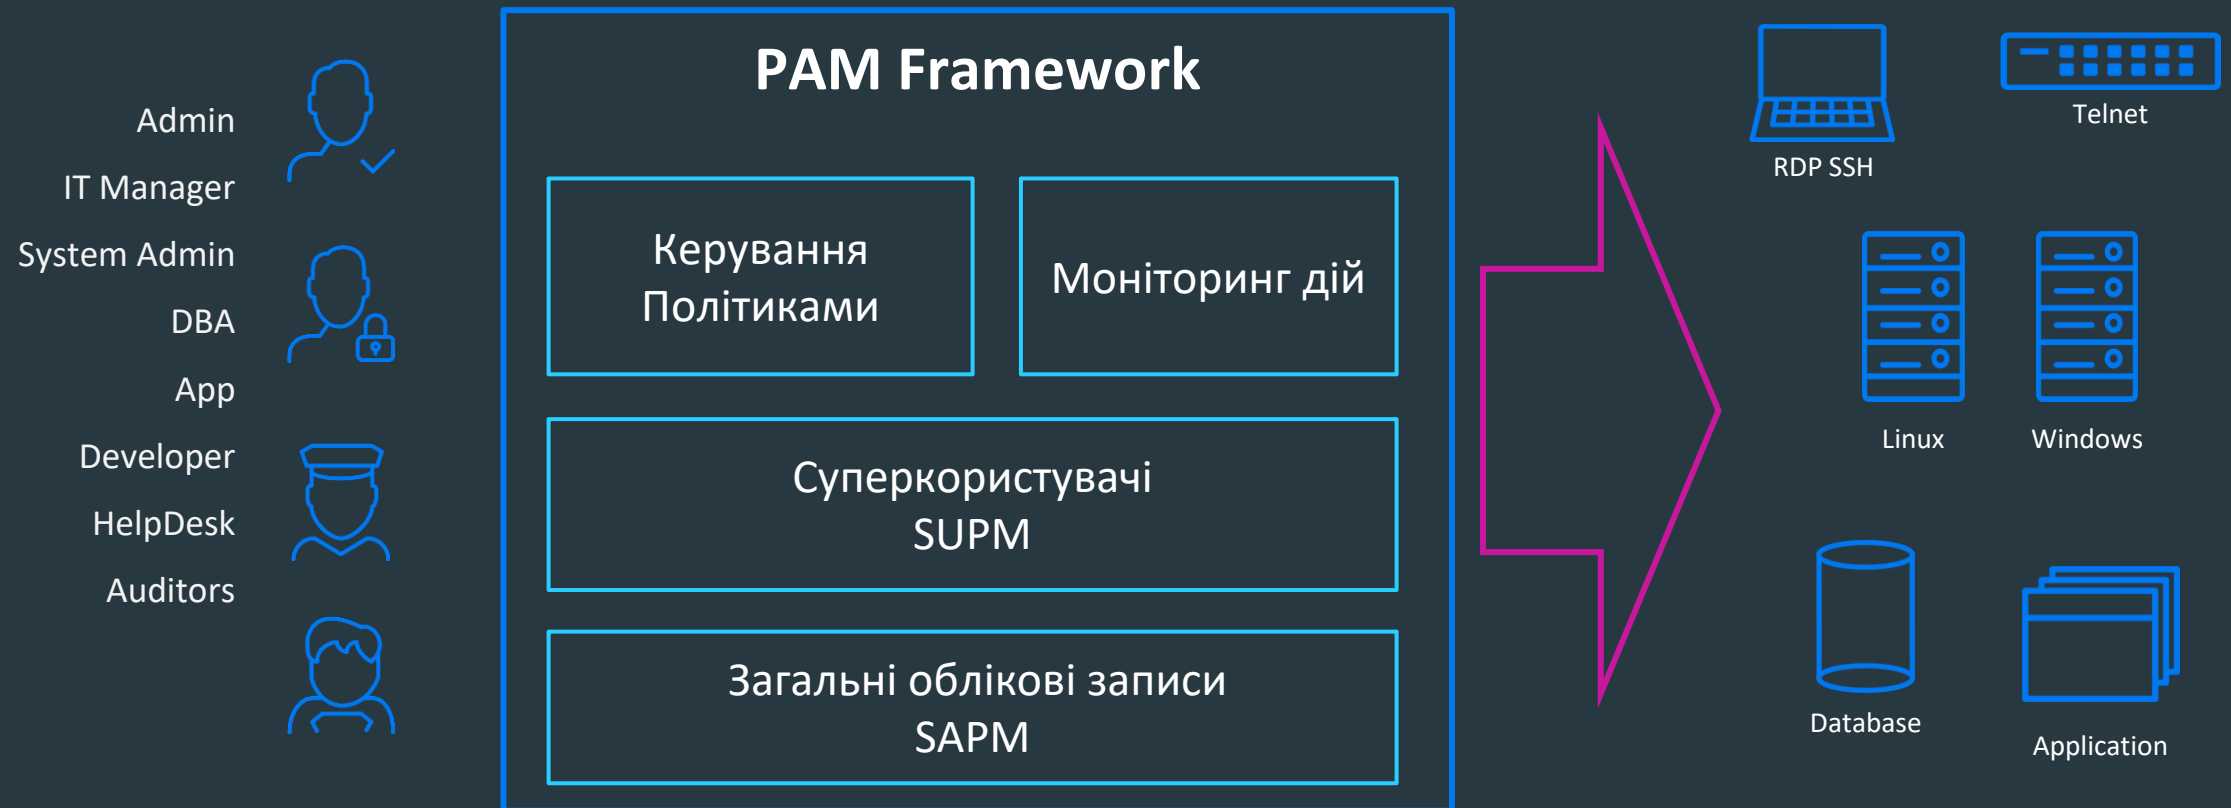 PAM Framework
Admin
IT Manager
System Admin
DBA
App
Developer
HelpDesk
Auditors
Керування
Політиками
Моніторинг дій
Суперкористувачі
SUPM
Загальні облікові записи
SAPM
RDP SSH
Telnet
Linux
Windows
Database
Application